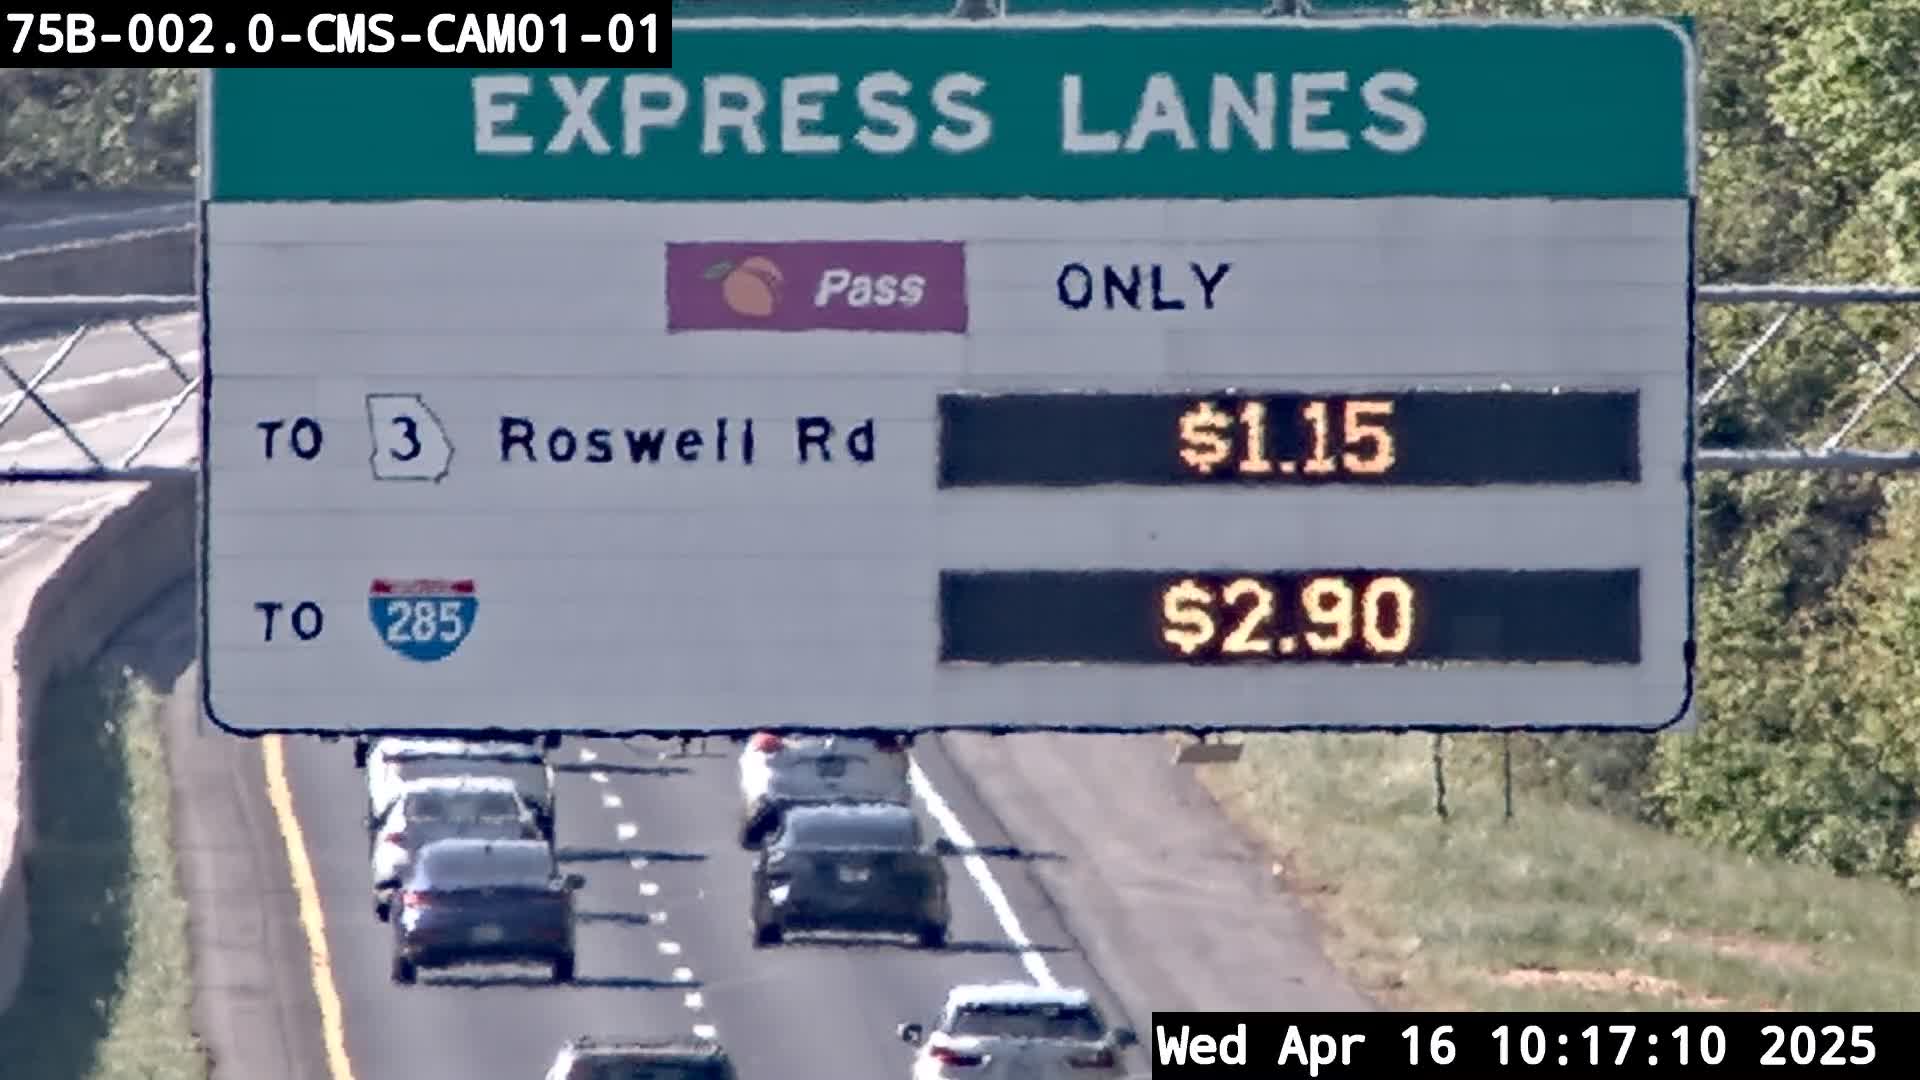 75B-002.0-CMS-CAM01-01
EXPRESS LANES
Pass ONLY
TO 3 Roswell Rd $1.15
TO 285 $2.90
Wed Apr 16 10:17:10 2025